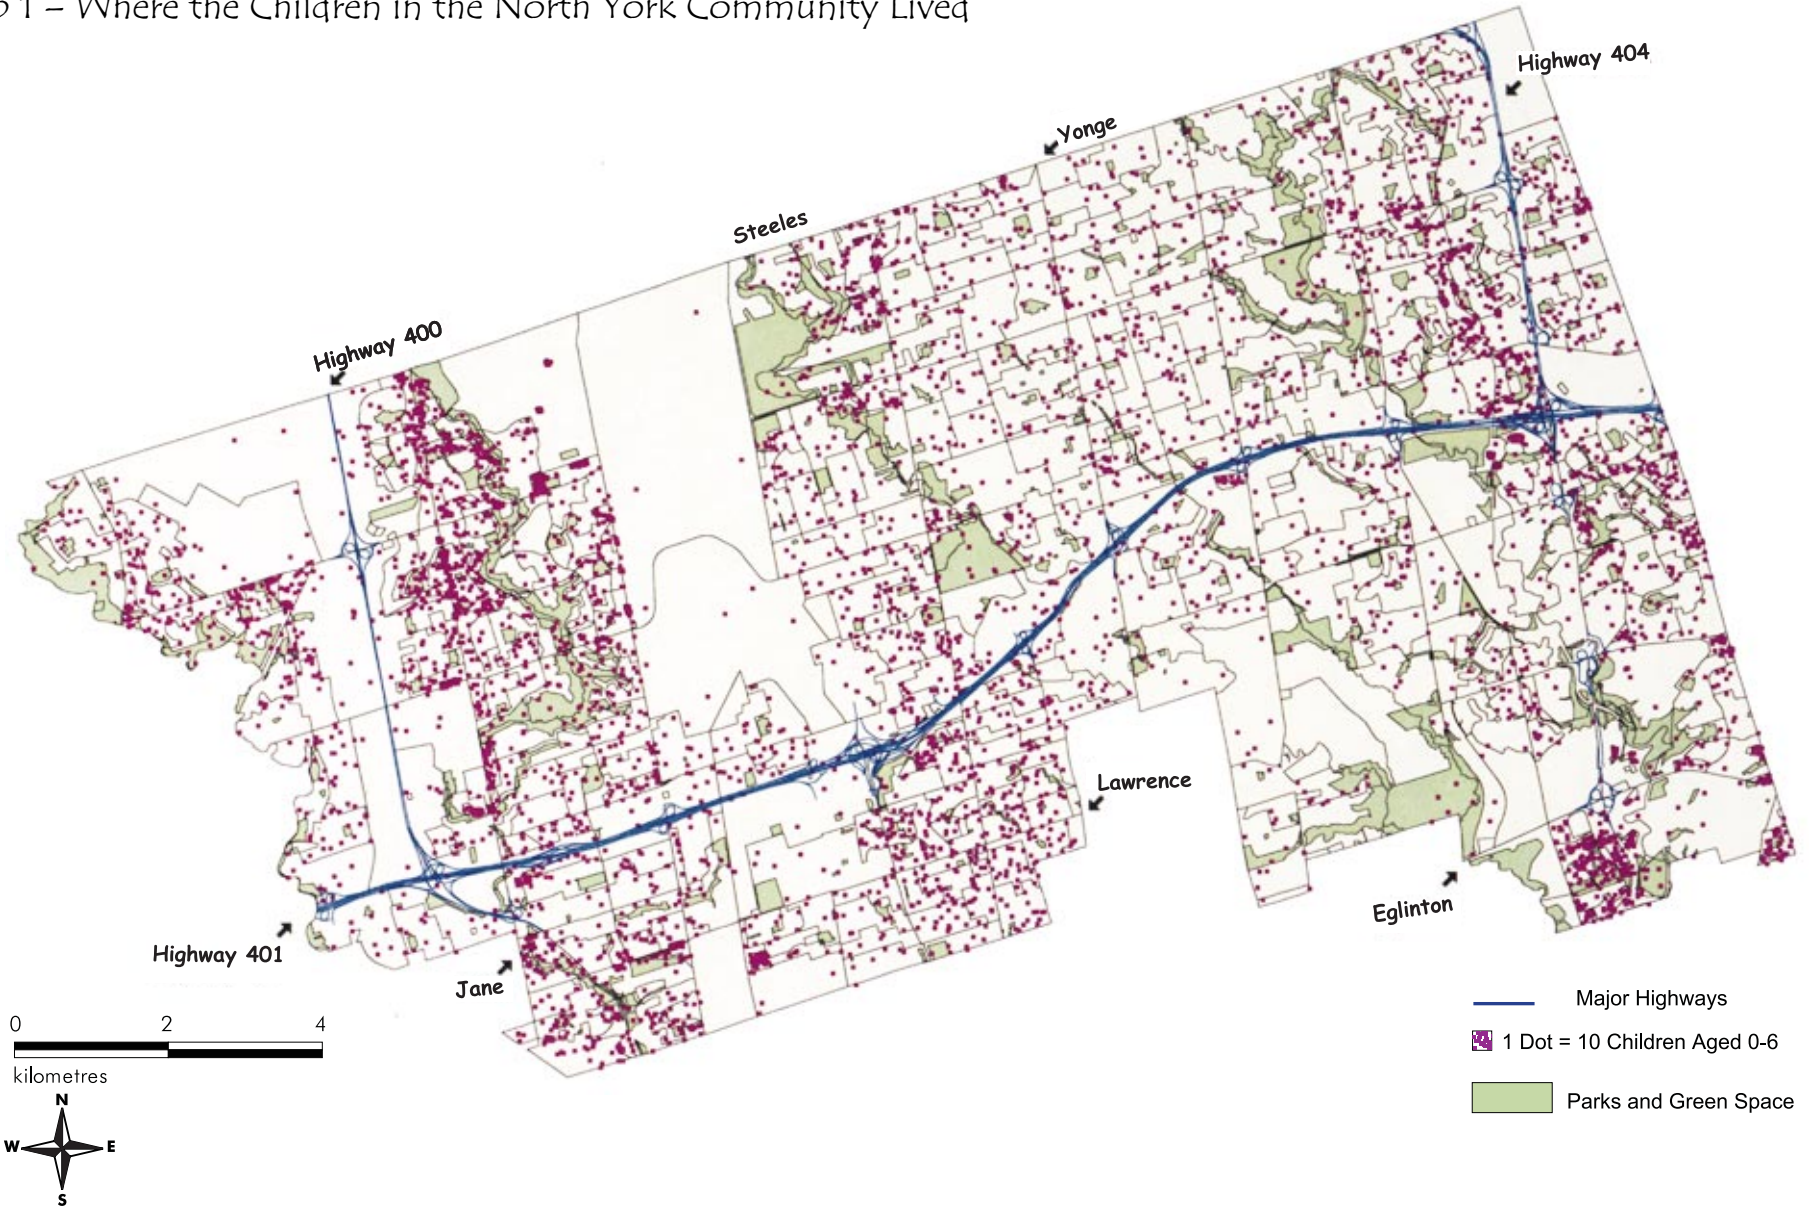 1 – Where the Children in the North York Community Lived
Highway 404
Yonge
Steeles
Highway 400
Lawrence
Eglinton
Highway 401
Jane
0 2 4
kilometres
N
W E
S
Major Highways
1 Dot = 10 Children Aged 0-6
Parks and Green Space